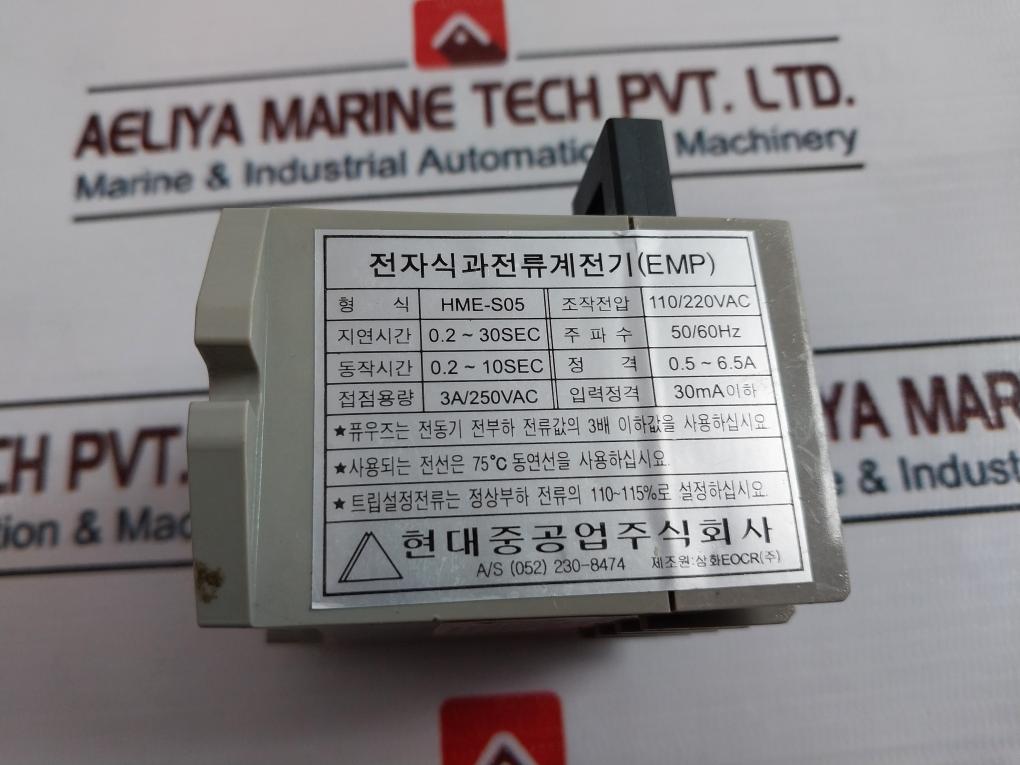 AELIYA MARINE TECH PVT. LTD.
Marine & Industrial Automation & Machinery
전자식과전류계전기(EMP)
형 식 HME-S05 조작전압 110/220VAC
지연시간 0.2 ~ 30SEC 주 파 수 50/60Hz
동작시간 0.2 ~ 10SEC 정 격 0.5 ~ 6.5A
접점용량 3A/250VAC 입력정격 30mA이하
★퓨우즈는 전동기 전부하 전류값의 3배 이하값을 사용하십시요.
★사용되는 전선은 75°C 동연선을 사용하십시요.
★트립설정전류는 정상부하 전류의 110~115%로 설정하십시요.
현대중공업주식회사
A/S (052) 230-8474 제조원:삼화EOCR(주)
CH PVT.
tion & Mac
YA MAR
& Indus